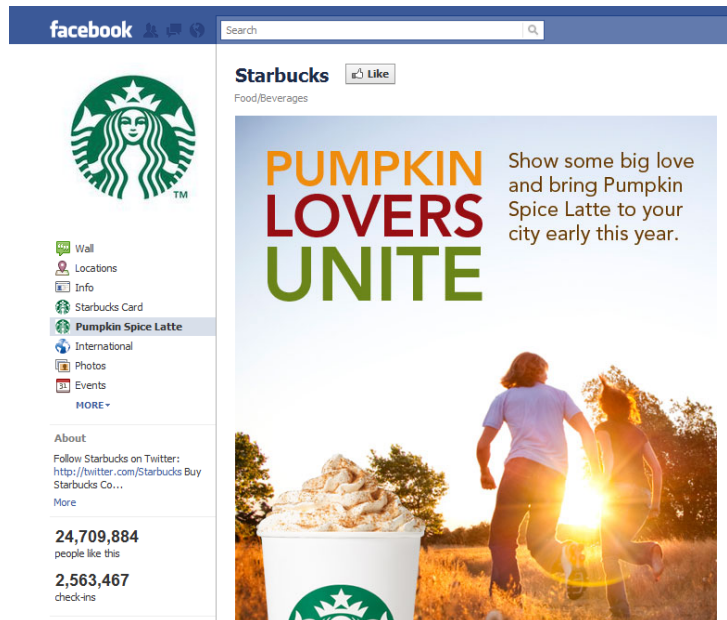 facebook
Search
Starbucks
Like
Food/Beverages
TM
PUMPKIN
LOVERS
UNITE
Show some big love
and bring Pumpkin
Spice Latte to your
city early this year.
Wall
Locations
Info
Starbucks Card
Pumpkin Spice Latte
International
Photos
31 Events
MORE
About
Follow Starbucks on Twitter:
http://twitter.com/Starbucks Buy
Starbucks Co...
More
24,709,884
people like this
2,563,467
check-ins